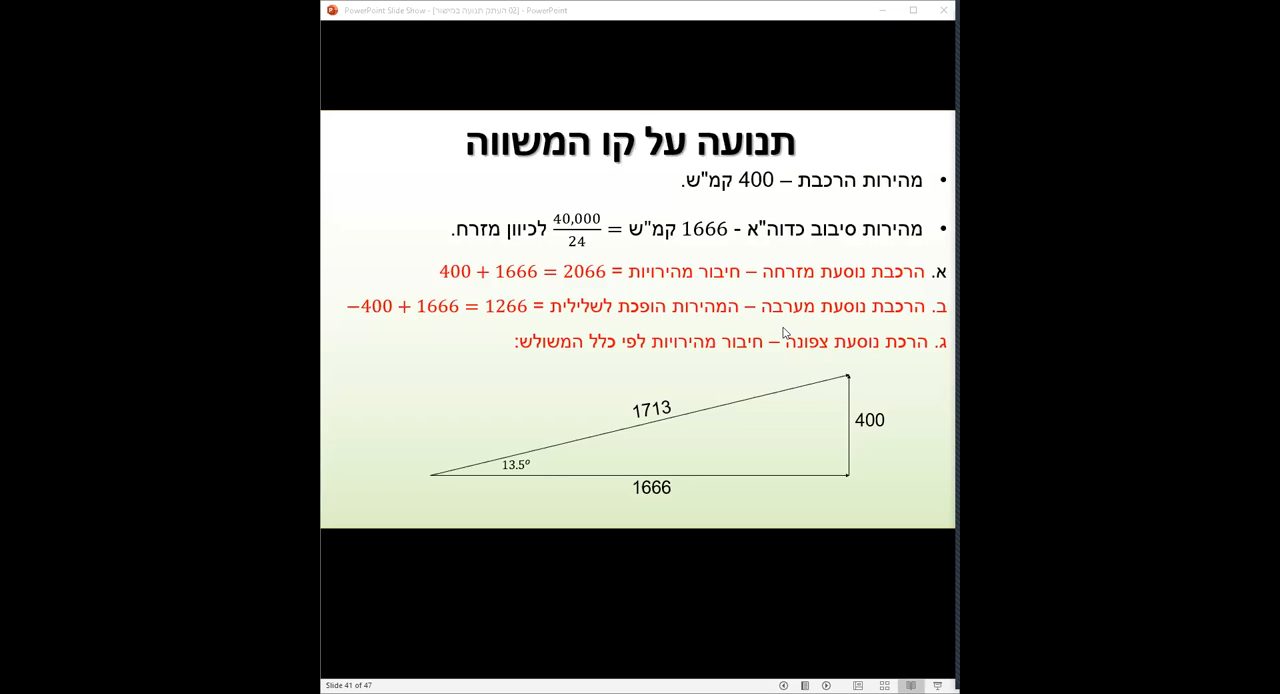 PowerPoint Slide Show - [02 העתק תנועה במישור] - PowerPoint
תנועה על קו המשווה
• מהירות הרכבת – 400 קמ"ש.
• מהירות סיבוב כדוה"א - 1666 קמ"ש = 40,000/24 לכיוון מזרח.
א. הרכבת נוסעת מזרחה – חיבור מהירויות = 400 + 1666 = 2066
ב. הרכבת נוסעת מערבה – המהירות הופכת לשלילית = −400 + 1666 = 1266
ג. הרכת נוסעת צפונה – חיבור מהירויות לפי כלל המשולש:
1713
400
13.5°
1666
Slide 41 of 47